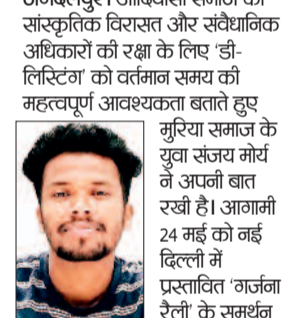 सांस्कृतिक विरासत और संवैधानिक
अधिकारों की रक्षा के लिए 'डी-
लिस्टिंग' को वर्तमान समय की
महत्वपूर्ण आवश्यकता बताते हुए
मुरिया समाज के
युवा संजय मोर्य
ने अपनी बात
रखी है। आगामी
24 मई को नई
दिल्ली में
प्रस्तावित 'गर्जना
रैली' के समर्थन